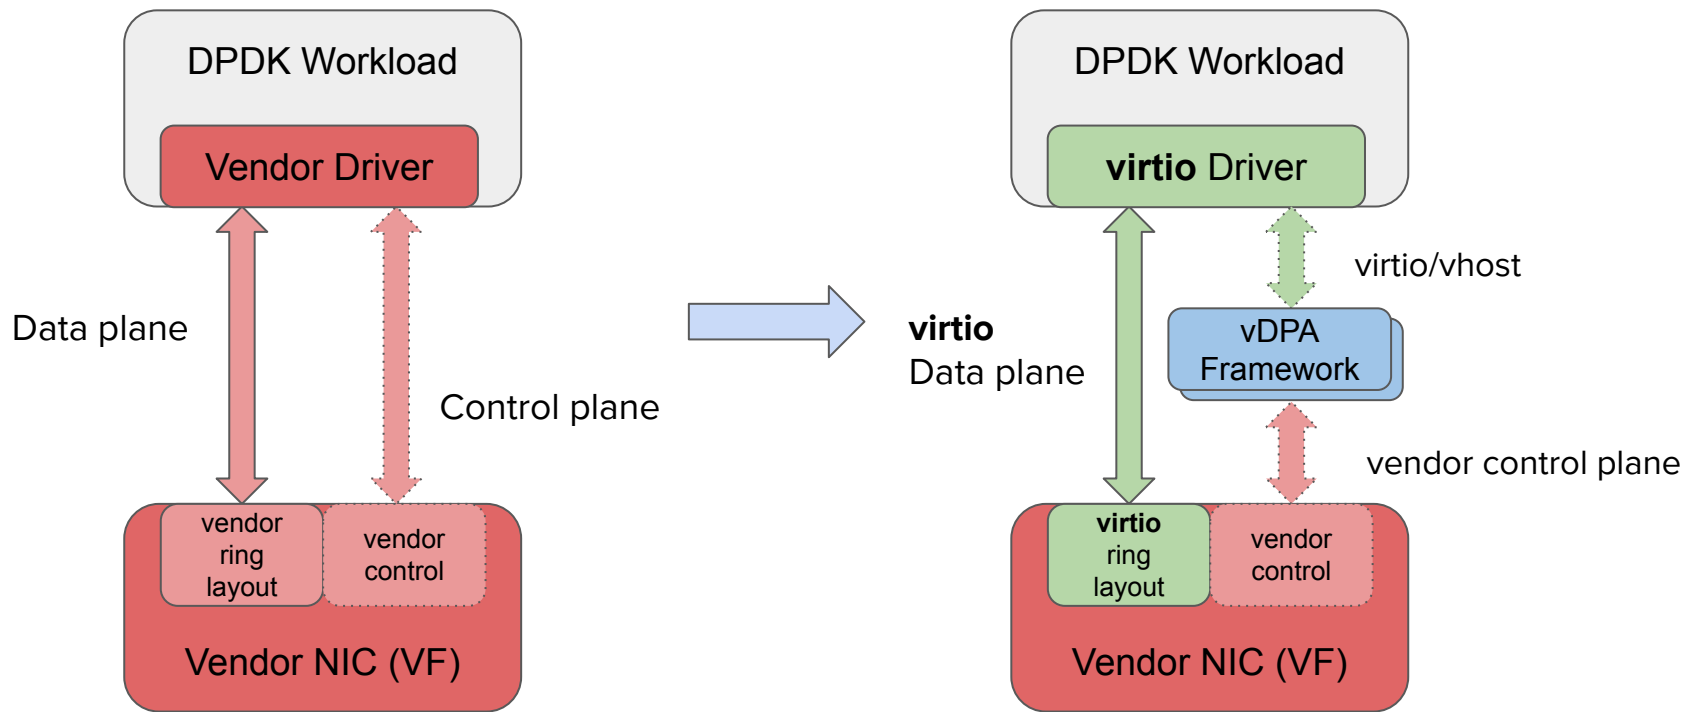 DPDK Workload
Vendor Driver
Data plane
Control plane
vendor
ring
layout
vendor
control
Vendor NIC (VF)
DPDK Workload
virtio Driver
virtio/vhost
virtio
Data plane
vDPA
Framework
vendor control plane
virtio
ring
layout
vendor
control
Vendor NIC (VF)